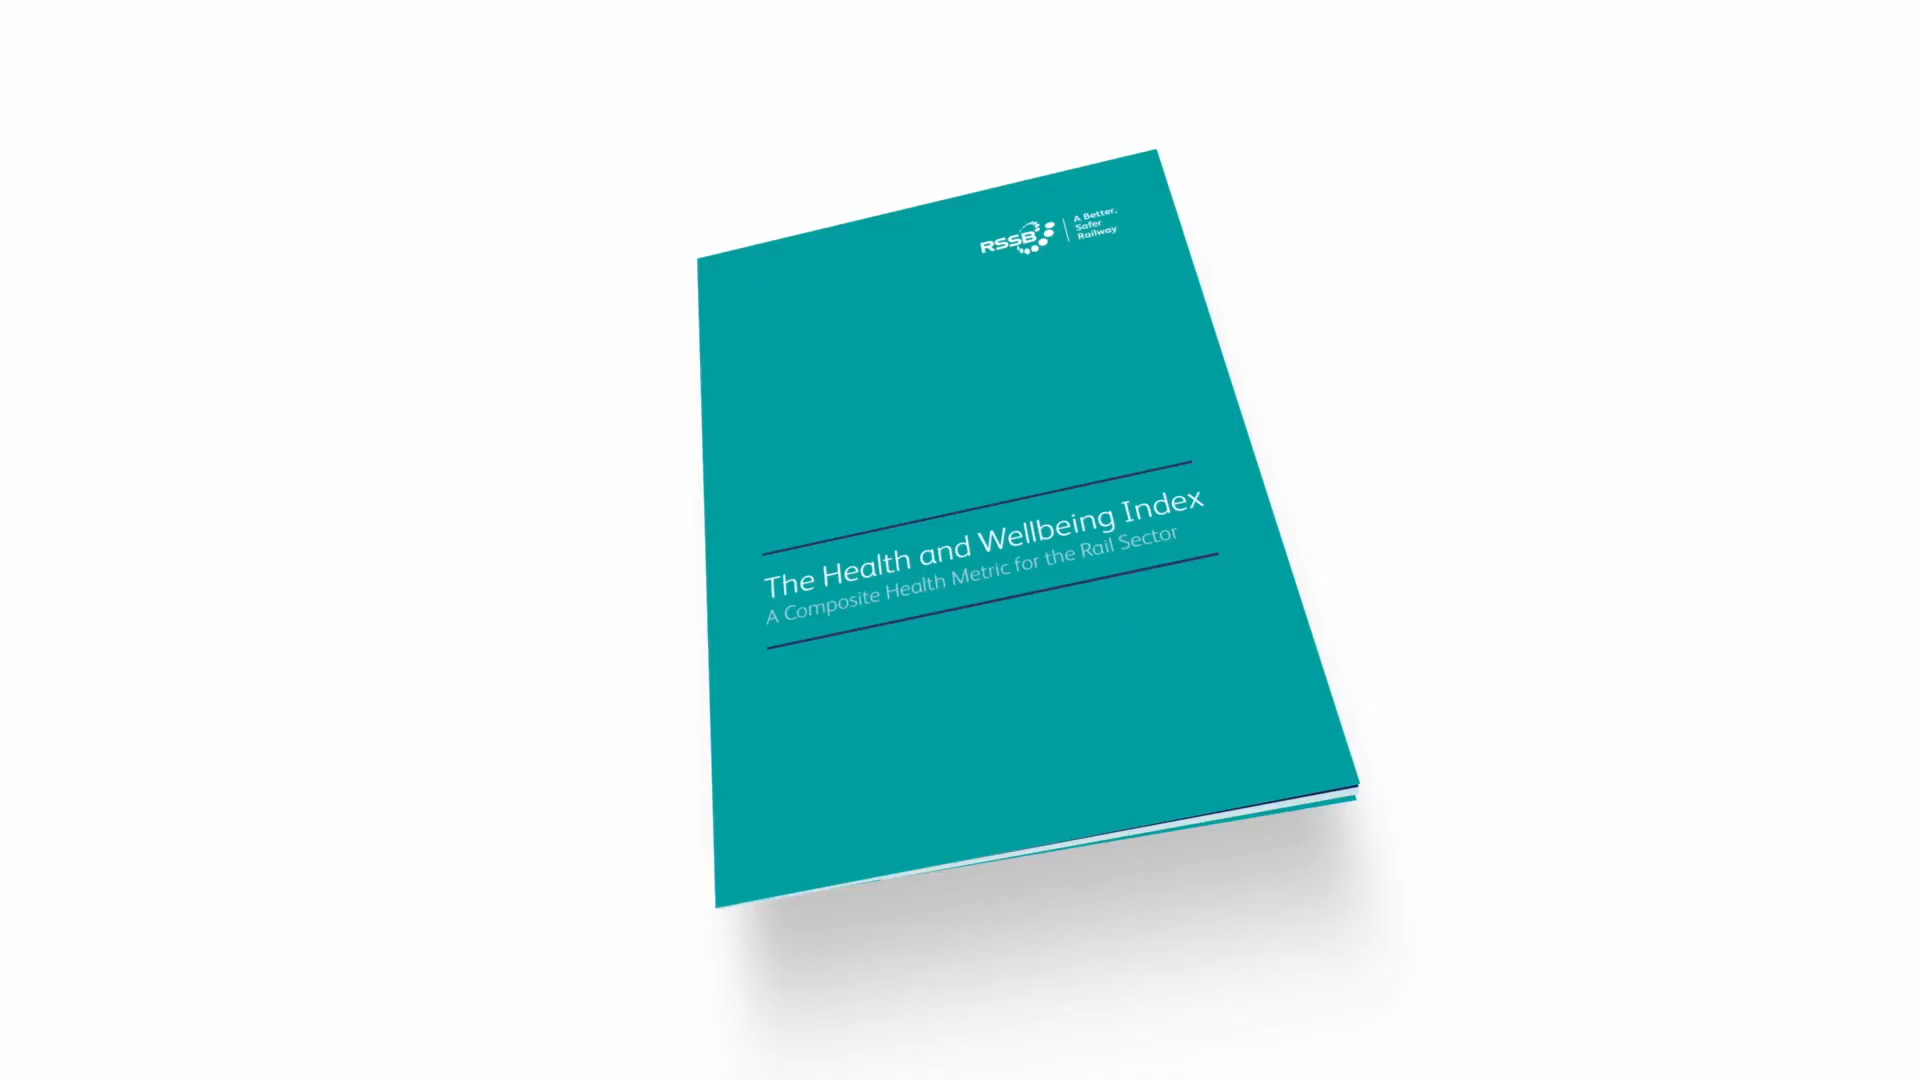 RSSB
A Better,
Safer
Railway
The Health and Wellbeing Index
A Composite Health Metric for the Rail Sector